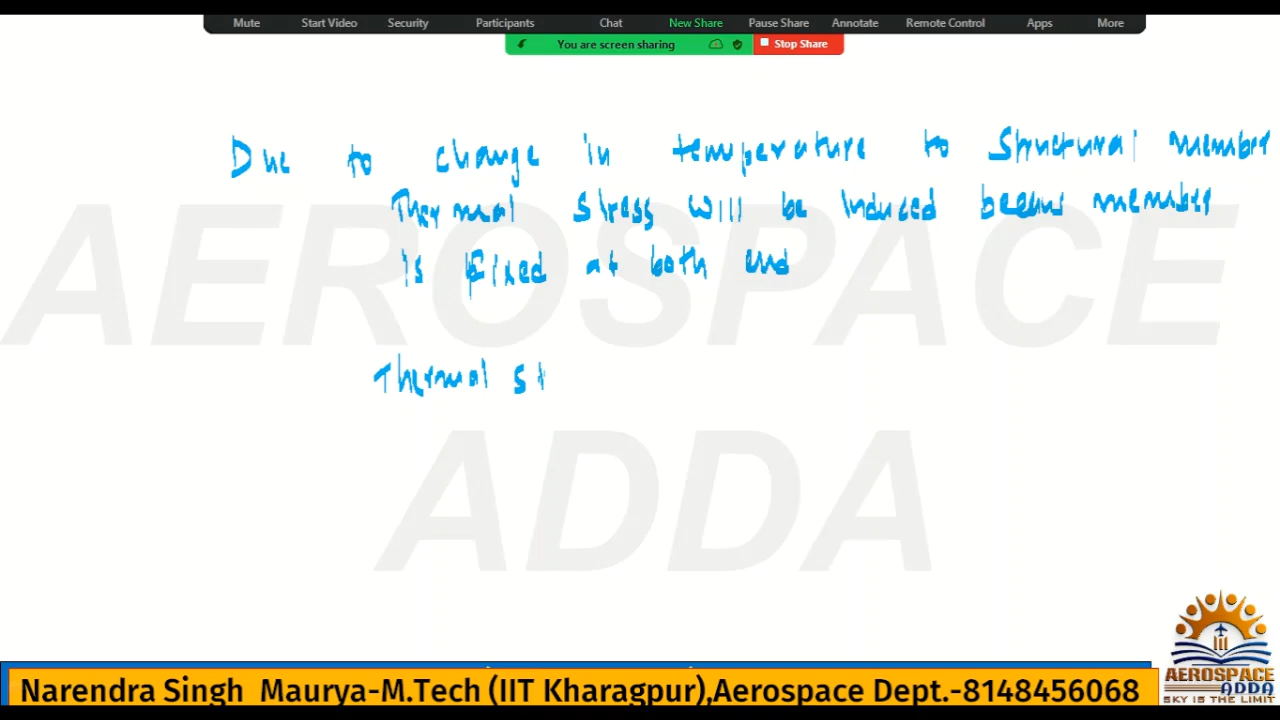 Mute Start Video Security Participants Chat New Share Pause Share Annotate Remote Control Apps More
You are screen sharing Stop Share
Due to change in temperature to Structural member
Thermal stress will be Induced member
is Fixed at both end
Thermal st
AEROSPACE
ADDA
AEROSPACE
ADDA
SKY IS THE LIMIT
Narendra Singh Maurya-M.Tech (IIT Kharagpur),Aerospace Dept.-8148456068